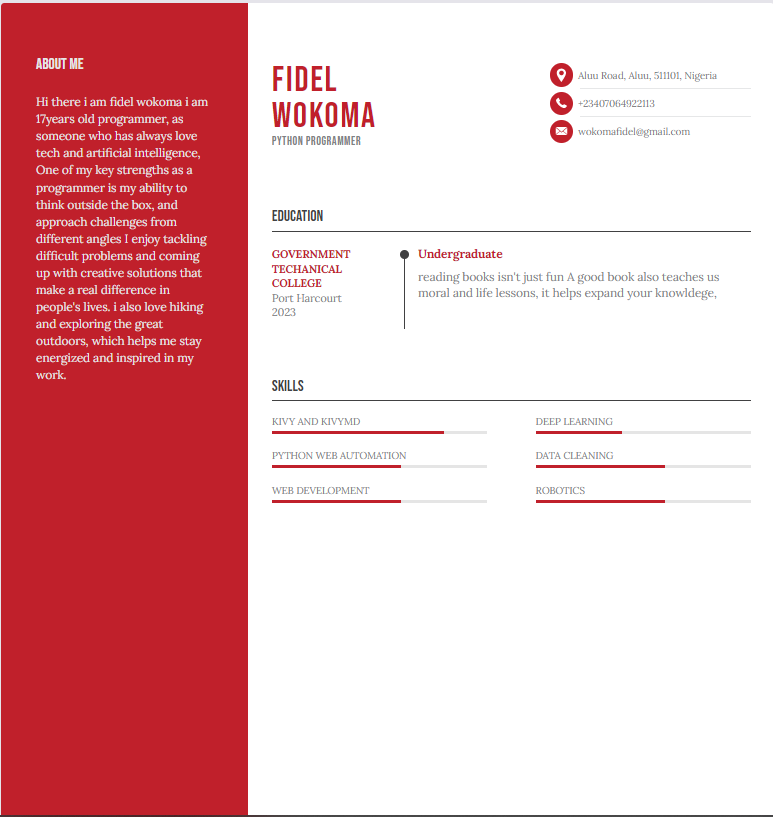 ABOUT ME
Hi there i am fidel wokoma i am
17years old programmer, as
someone who has always love
tech and artificial intelligence,
One of my key strengths as a
programmer is my ability to
think outside the box, and
approach challenges from
different angles I enjoy tackling
difficult problems and coming
up with creative solutions that
make a real difference in
people's lives. i also love hiking
and exploring the great
outdoors, which helps me stay
energized and inspired in my
work.
FIDEL
WOKOMA
PYTHON PROGRAMMER
Aluu Road, Aluu, 511101, Nigeria
+23407064922113
wokomafidel@gmail.com
EDUCATION
GOVERNMENT
TECHANICAL
COLLEGE
Port Harcourt
2023
Undergraduate
reading books isn't just fun A good book also teaches us
moral and life lessons, it helps expand your knowldege,
SKILLS
KIVY AND KIVYMD
DEEP LEARNING
PYTHON WEB AUTOMATION
DATA CLEANING
WEB DEVELOPMENT
ROBOTICS